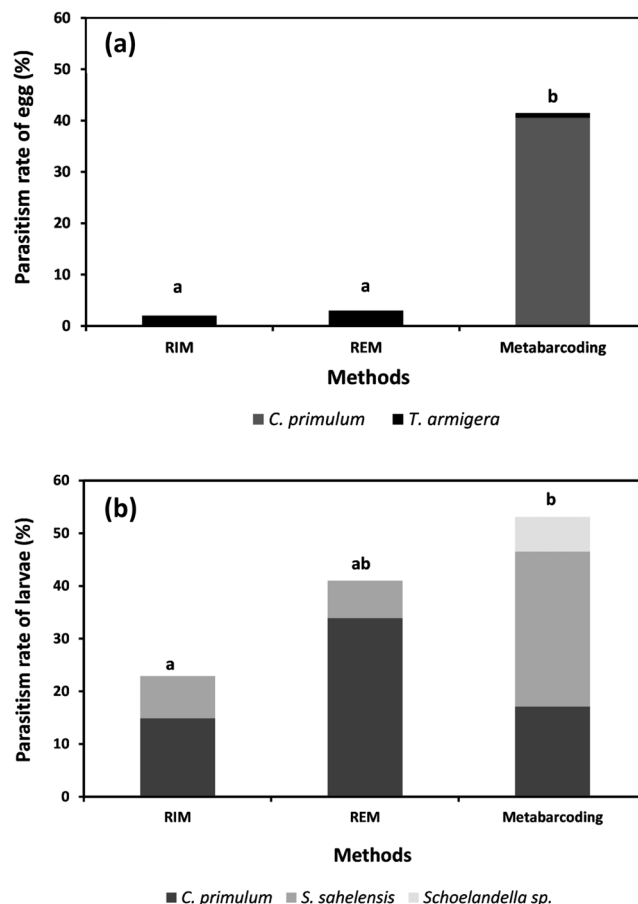 (a)
Parasitism rate of egg (%)
60
50
40
30
20
10
0
a
a
b
RIM
REM
Metabarcoding
Methods
C. primulum
T. armigera
(b)
Parasitism rate of larvae (%)
60
50
40
30
20
10
0
a
ab
b
RIM
REM
Metabarcoding
Methods
C. primulum
S. sahelensis
Schoelandella sp.